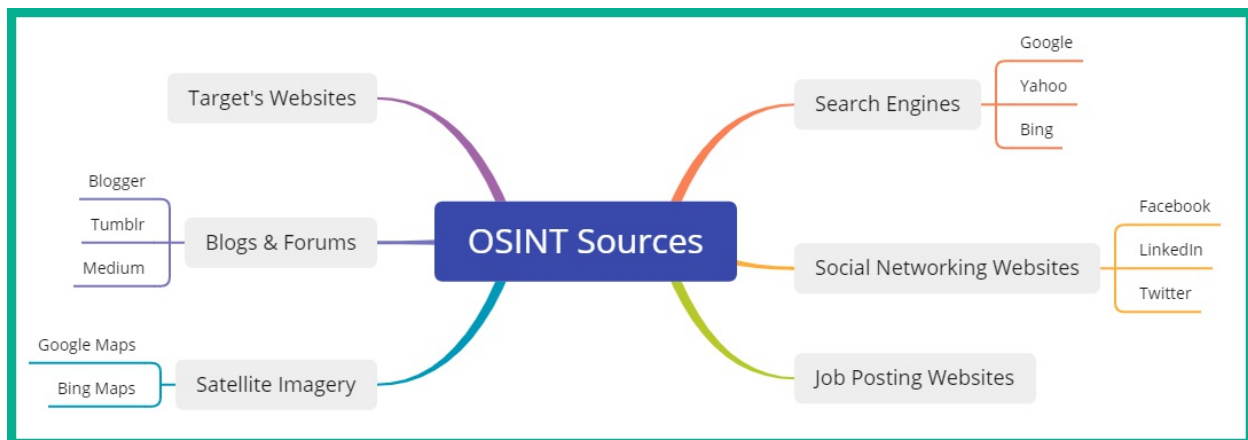 OSINT Sources
Target's Websites
Blogs & Forums
Blogger
Tumblr
Medium
Satellite Imagery
Google Maps
Bing Maps
Search Engines
Google
Yahoo
Bing
Social Networking Websites
Facebook
LinkedIn
Twitter
Job Posting Websites